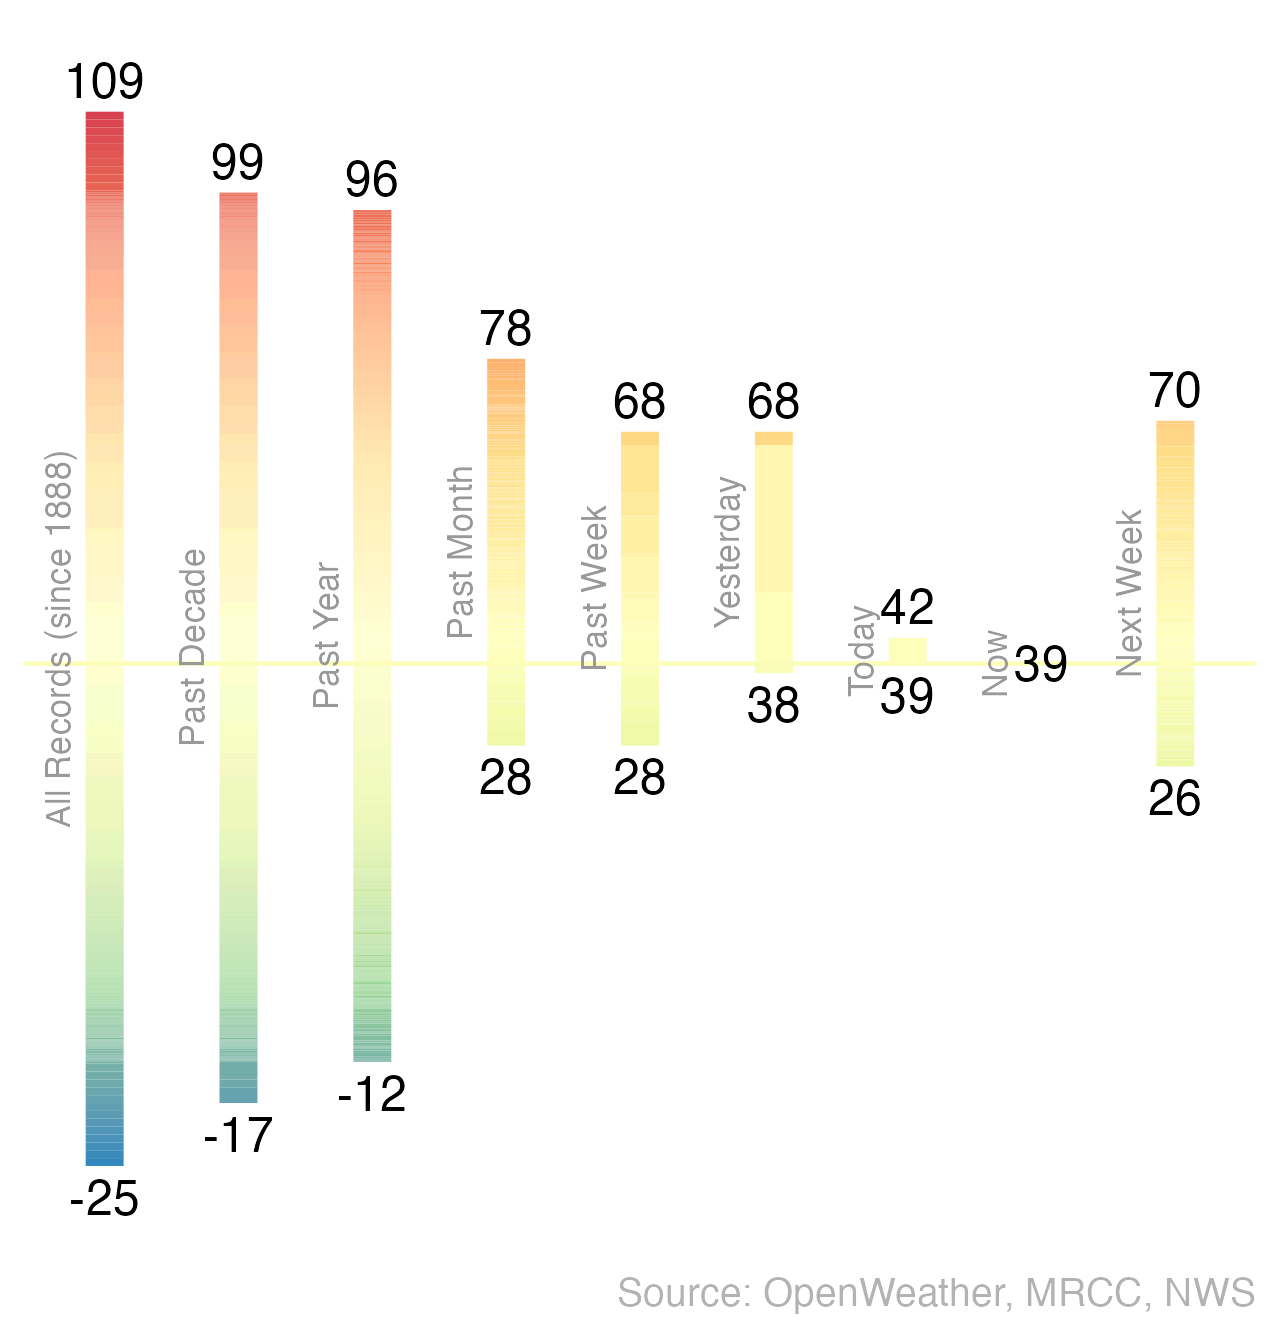 109
All Records (since 1888)
-25
99
Past Decade
-17
96
Past Year
-12
78
Past Month
28
68
Past Week
28
68
Yesterday
38
42
Today
39
Now
39
70
Next Week
26
Source: OpenWeather, MRCC, NWS